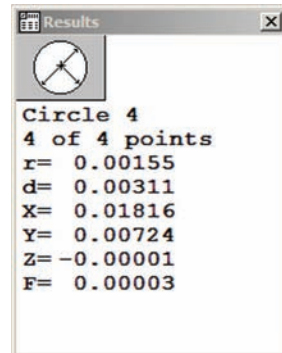 Results
Circle 4
4 of 4 points
r= 0.00155
d= 0.00311
X= 0.01816
Y= 0.00724
Z= -0.00001
F= 0.00003